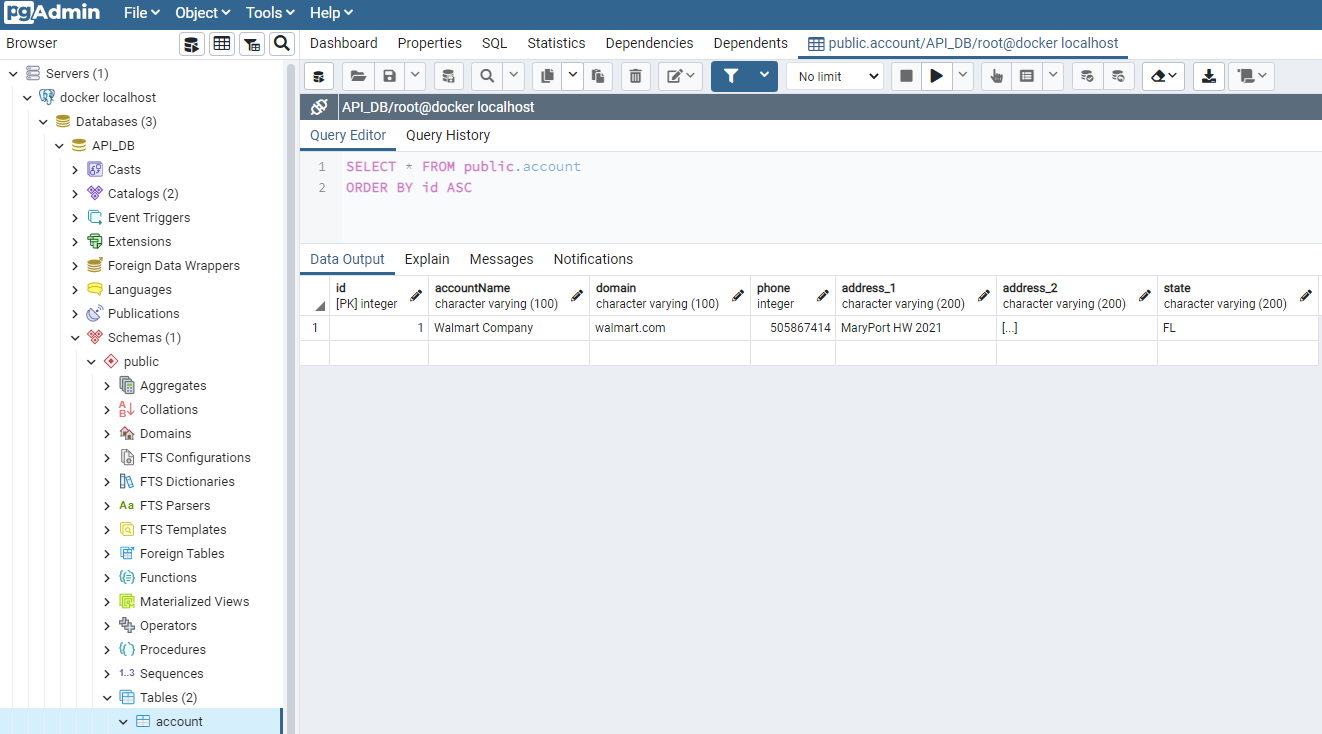 pgAdmin File Object Tools Help
Browser
Dashboard Properties SQL Statistics Dependencies Dependents public.account/API_DB/root@docker localhost
No limit
API_DB/root@docker localhost
Query Editor Query History
1 SELECT * FROM public.account
2 ORDER BY id ASC
Data Output Explain Messages Notifications
id accountName domain phone address_1 address_2 state
[PK] integer character varying (100) character varying (100) integer character varying (200) character varying (200) character varying (200)
1 1 Walmart Company walmart.com 505867414 MaryPort HW 2021 [...] FL
Servers (1)
docker localhost
Databases (3)
API_DB
Casts
Catalogs (2)
Event Triggers
Extensions
Foreign Data Wrappers
Languages
Publications
Schemas (1)
public
Aggregates
Collations
Domains
FTS Configurations
FTS Dictionaries
Aa FTS Parsers
FTS Templates
Foreign Tables
Functions
Materialized Views
Operators
Procedures
1..3 Sequences
Tables (2)
account